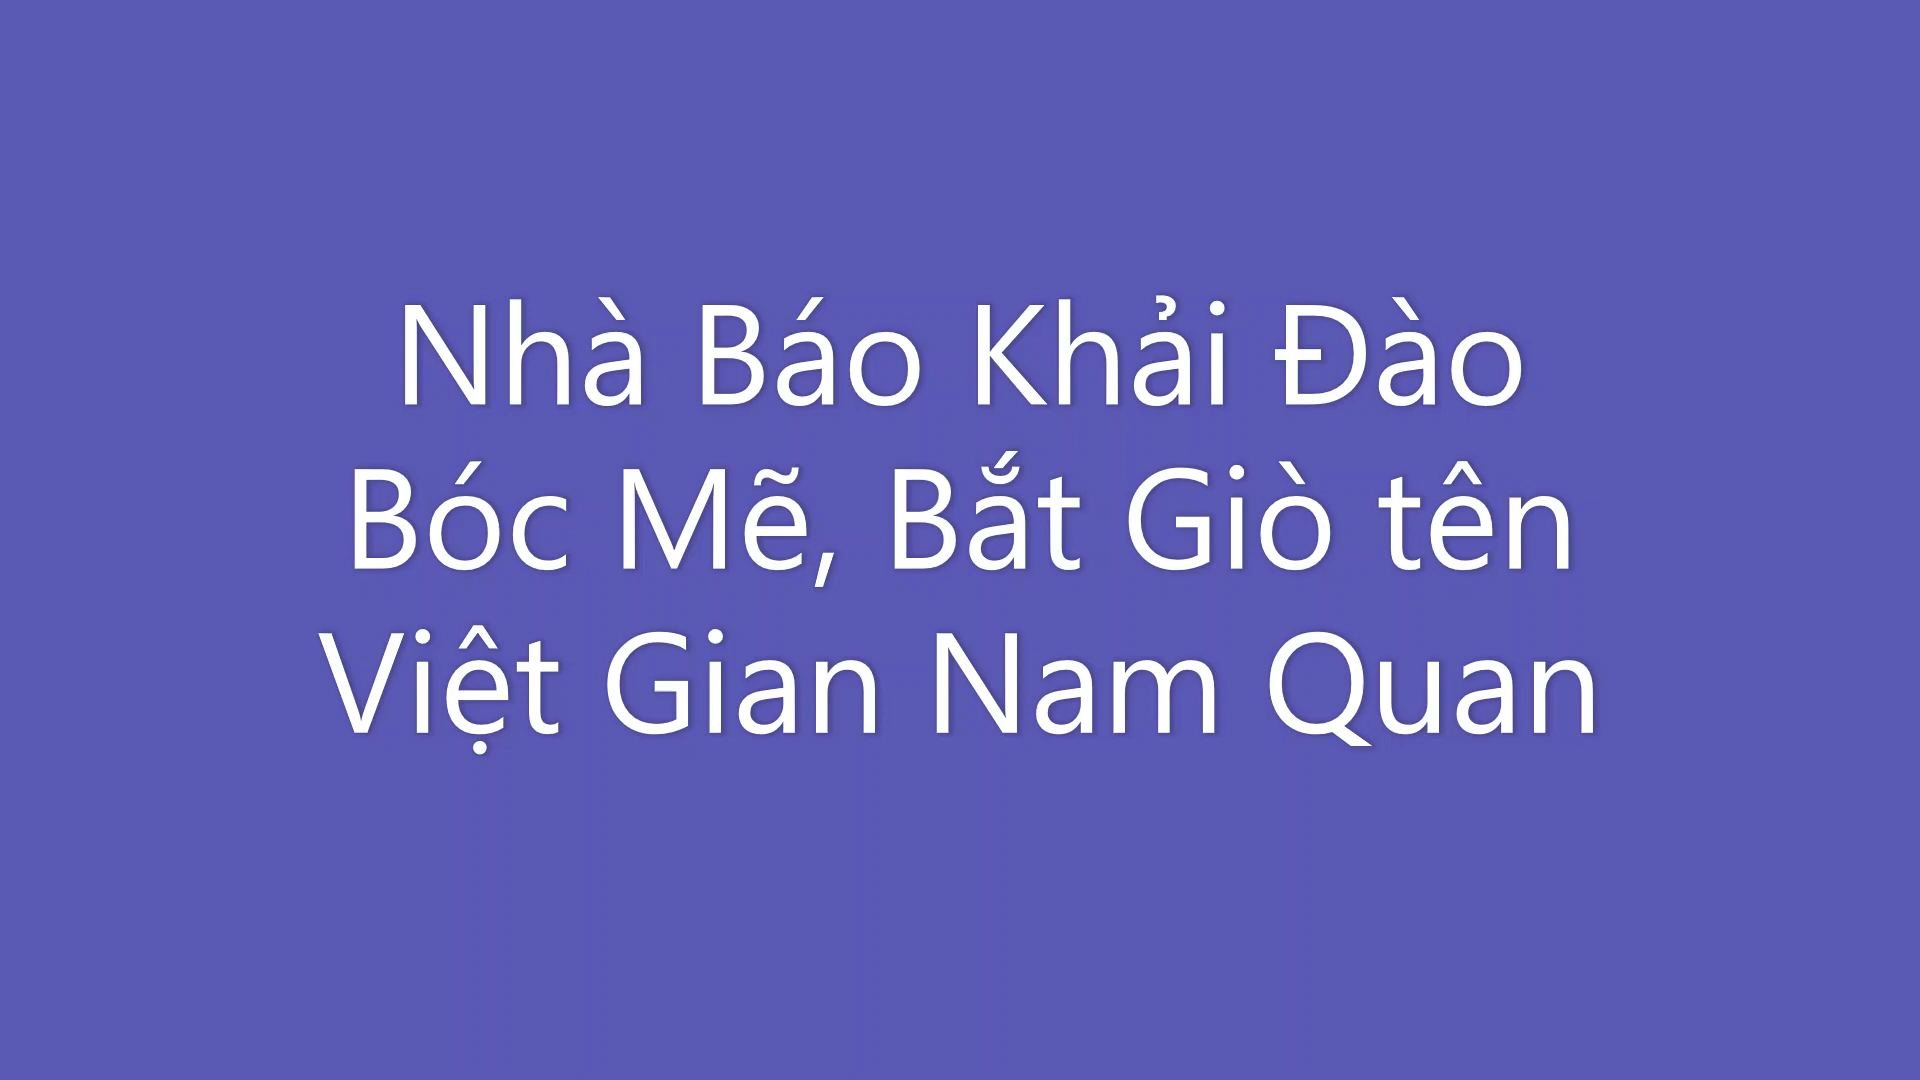 Nhà Báo Khải Đào
Bóc Mẽ, Bắt Giò tên
Việt Gian Nam Quan